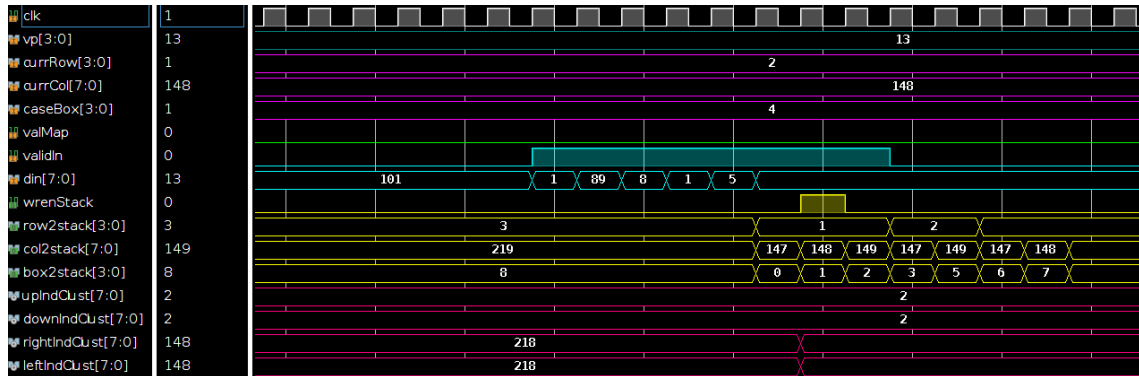 clk 1
vp[3:0] 13 13
currRow[3:0] 1 2
currCol[7:0] 148 148
caseBox[3:0] 1 4
valMap 0
validIn 0
din[7:0] 13 101 1 89 8 1 5
wrenStack 0
row2stack[3:0] 3 3 1 2
col2stack[7:0] 149 219 147 148 149 147 149 147 148
box2stack[3:0] 8 8 0 1 2 3 5 6 7
upIndClust[7:0] 2 2
downIndClust[7:0] 2 2
rightIndClust[7:0] 148 218
leftIndClust[7:0] 148 218